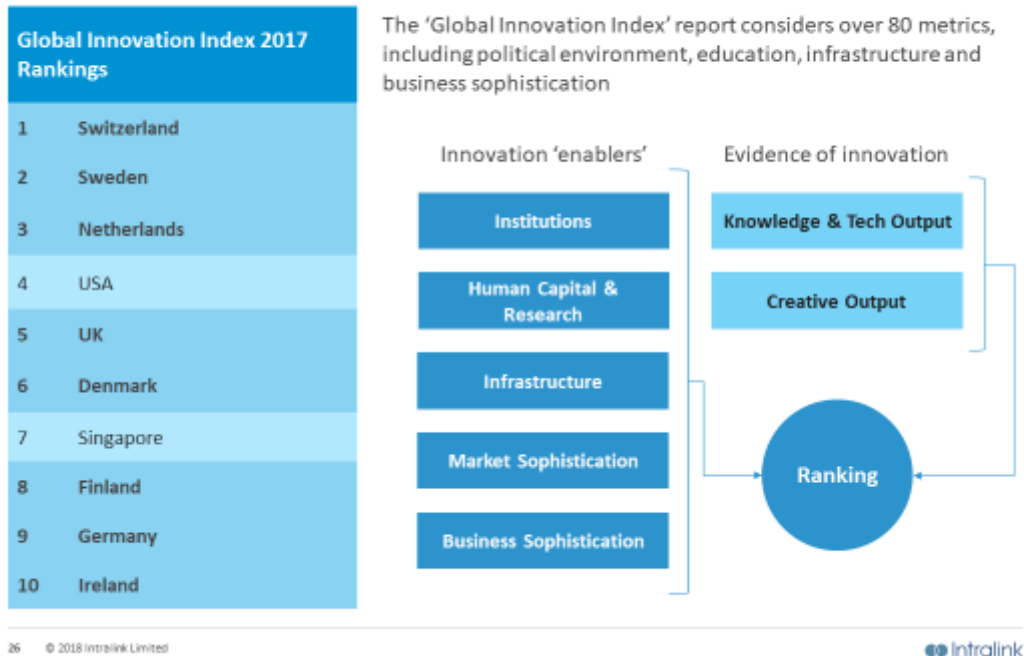 Global Innovation Index 2017
Rankings
1 Switzerland
2 Sweden
3 Netherlands
4 USA
5 UK
6 Denmark
7 Singapore
8 Finland
9 Germany
10 Ireland
The ‘Global Innovation Index’ report considers over 80 metrics,
including political environment, education, infrastructure and
business sophistication
Innovation ‘enablers’
Institutions
Human Capital &
Research
Infrastructure
Market Sophistication
Business Sophistication
Evidence of innovation
Knowledge & Tech Output
Creative Output
Ranking
26 © 2018 Intralink Limited
Intralink